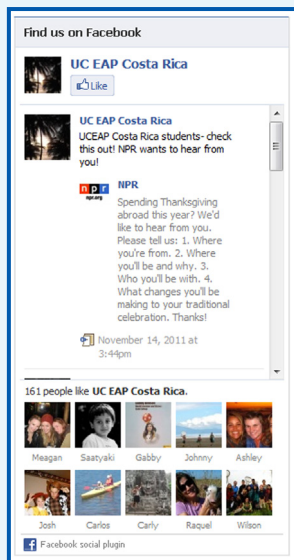 Find us on Facebook
UC EAP Costa Rica
Like
UC EAP Costa Rica
UCEAP Costa Rica students- check
this out! NPR wants to hear from
you!
npr
npr.org
NPR
Spending Thanksgiving
abroad this year? We'd
like to hear from you.
Please tell us: 1. Where
you're from. 2. Where
you'll be and why. 3.
Who you'll be with. 4.
What changes you'll be
making to your traditional
celebration. Thanks!
November 14, 2011 at
3:44pm
161 people like UC EAP Costa Rica.
Meagan Saatyaki Gabby Johnny Ashley
Josh Carlos Carly Raquel Wilson
Facebook social plugin